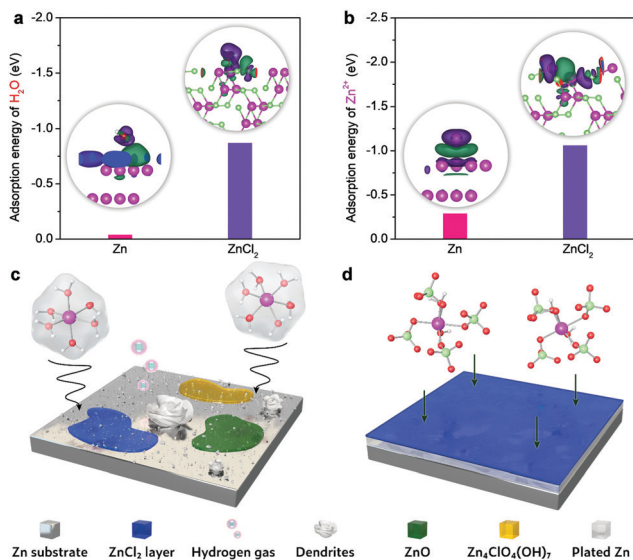 a
-2.0
-1.5
-1.0
-0.5
0.0
Adsorption energy of H₂O (eV)
Zn
ZnCl₂
b
-2.5
-2.0
-1.5
-1.0
-0.5
0.0
Adsorption energy of Zn²⁺ (eV)
Zn
ZnCl₂
c
d
Zn substrate
ZnCl₂ layer
Hydrogen gas
Dendrites
ZnO
Zn₄ClO₄(OH)₇
Plated Zn